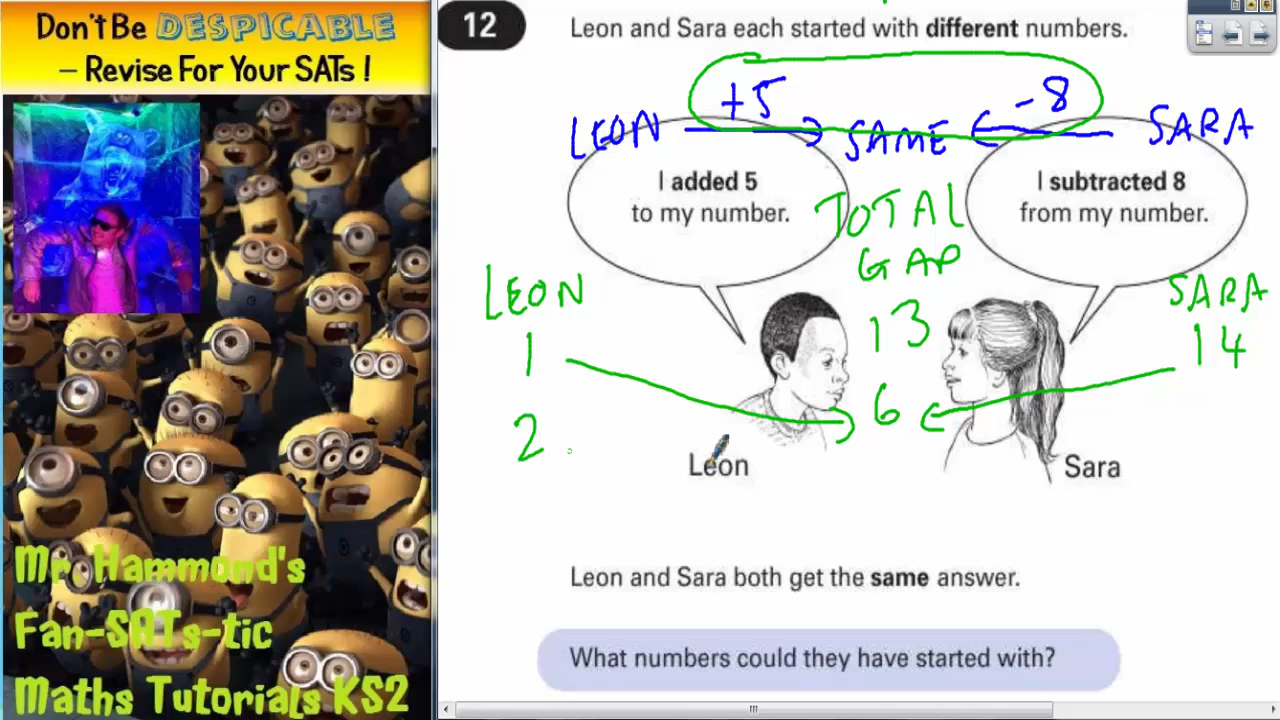 Don't Be DESPICABLE
– Revise For Your SATs !
Mr. Hammond's
Fan-SATs-tic
Maths Tutorials KS2
12
Leon and Sara each started with different numbers.
+5 -8
LEON SAME SARA
I added 5
to my number.
I subtracted 8
from my number.
TOTAL
GAP
13
LEON SARA
1 14
6
2
Leon
Sara
Leon and Sara both get the same answer.
What numbers could they have started with?